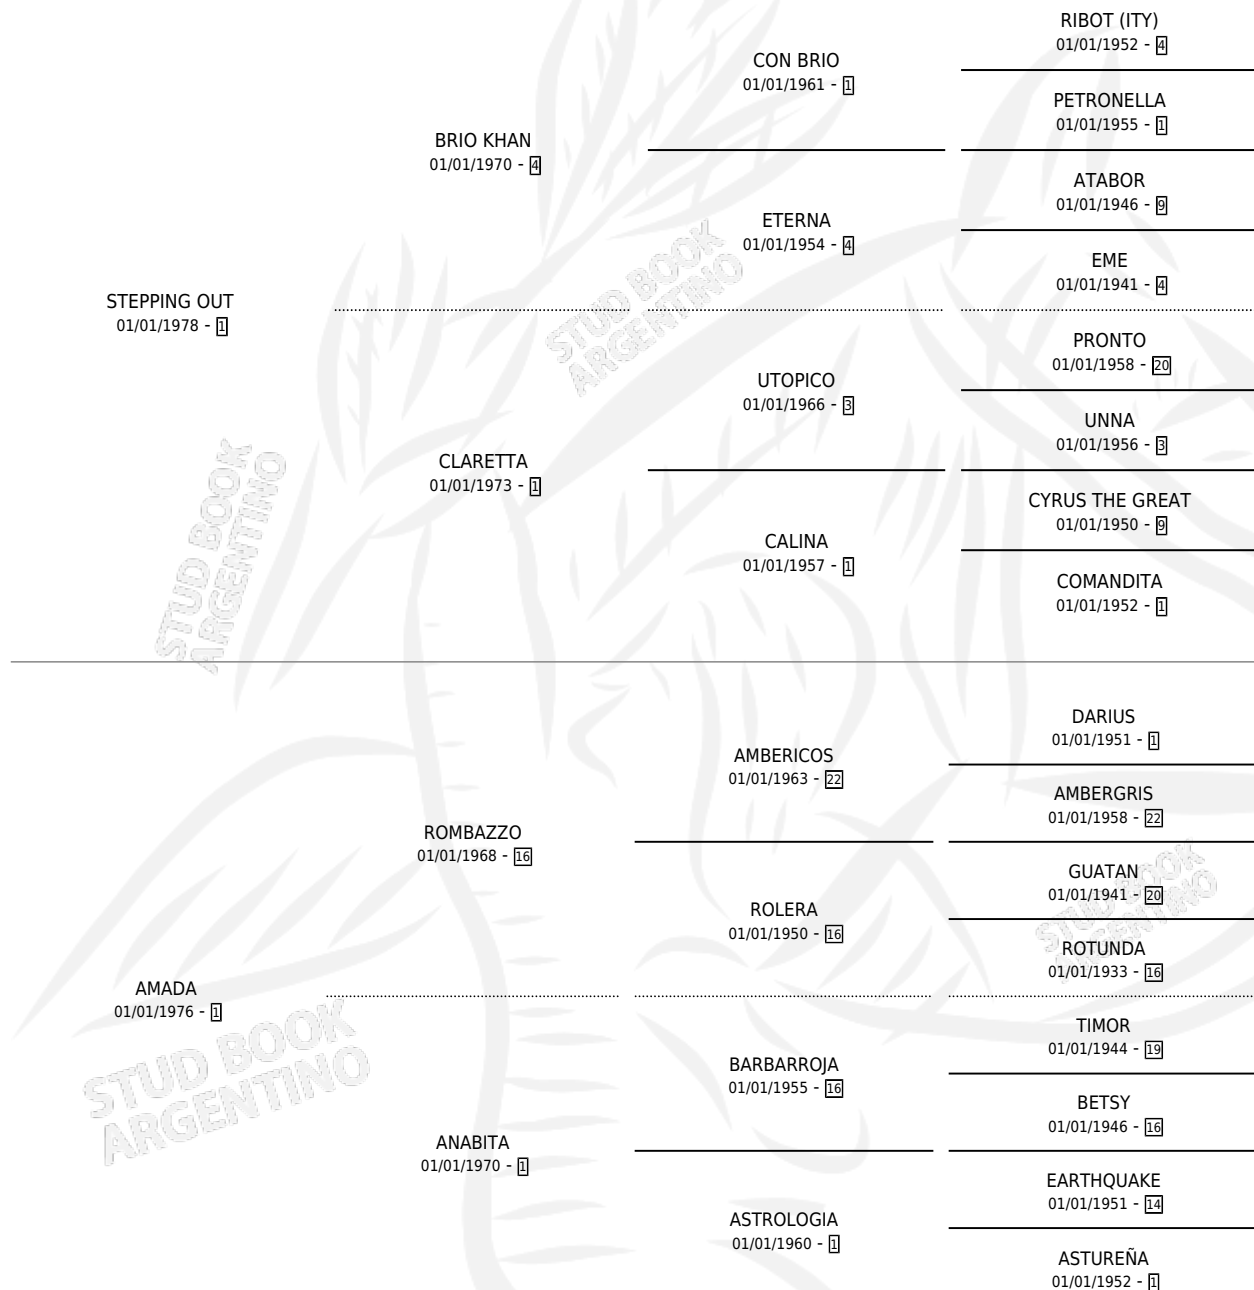 RIBOT (ITY)
01/01/1952 - 4
CON BRIO
01/01/1961 - 1
PETRONELLA
01/01/1955 - 1
BRIO KHAN
01/01/1970 - 4
ATABOR
01/01/1946 - 9
ETERNA
01/01/1954 - 4
EME
01/01/1941 - 4
STEPPING OUT
01/01/1978 - 1
PRONTO
01/01/1958 - 20
UTOPICO
01/01/1966 - 3
UNNA
01/01/1956 - 3
CLARETTA
01/01/1973 - 1
CYRUS THE GREAT
01/01/1950 - 9
CALINA
01/01/1957 - 1
COMANDITA
01/01/1952 - 1
DARIUS
01/01/1951 - 1
AMBERICOS
01/01/1963 - 22
AMBERGRIS
01/01/1958 - 22
ROMBAZZO
01/01/1968 - 16
GUATAN
01/01/1941 - 20
ROLERA
01/01/1950 - 16
ROTUNDA
01/01/1933 - 16
AMADA
01/01/1976 - 1
TIMOR
01/01/1944 - 19
BARBARROJA
01/01/1955 - 16
BETSY
01/01/1946 - 16
ANABITA
01/01/1970 - 1
EARTHQUAKE
01/01/1951 - 14
ASTROLOGIA
01/01/1960 - 1
ASTUREÑA
01/01/1952 - 1
STUD BOOK
ARGENTINO
STUD BOOK
ARGENTINO
STUD BOOK
ARGENTINO
STUD BOOK
ARGENTINO